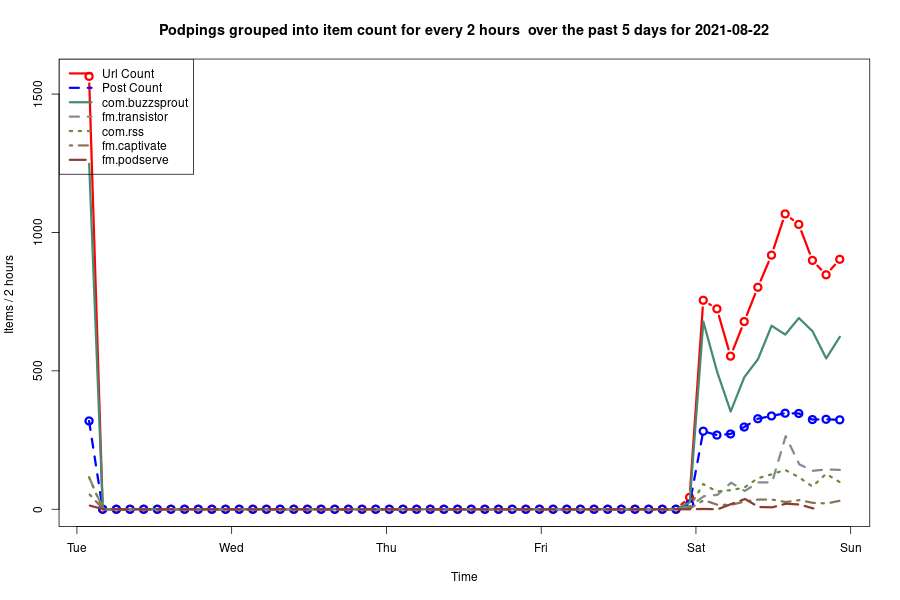 Podpings grouped into item count for every 2 hours  over the past 5 days for 2021-08-22
Url Count
Post Count
com.buzzsprout
fm.transistor
com.rss
fm.captivate
fm.podserve
Items / 2 hours
1500
1000
500
0
Tue Wed Thu Fri Sat Sun
Time